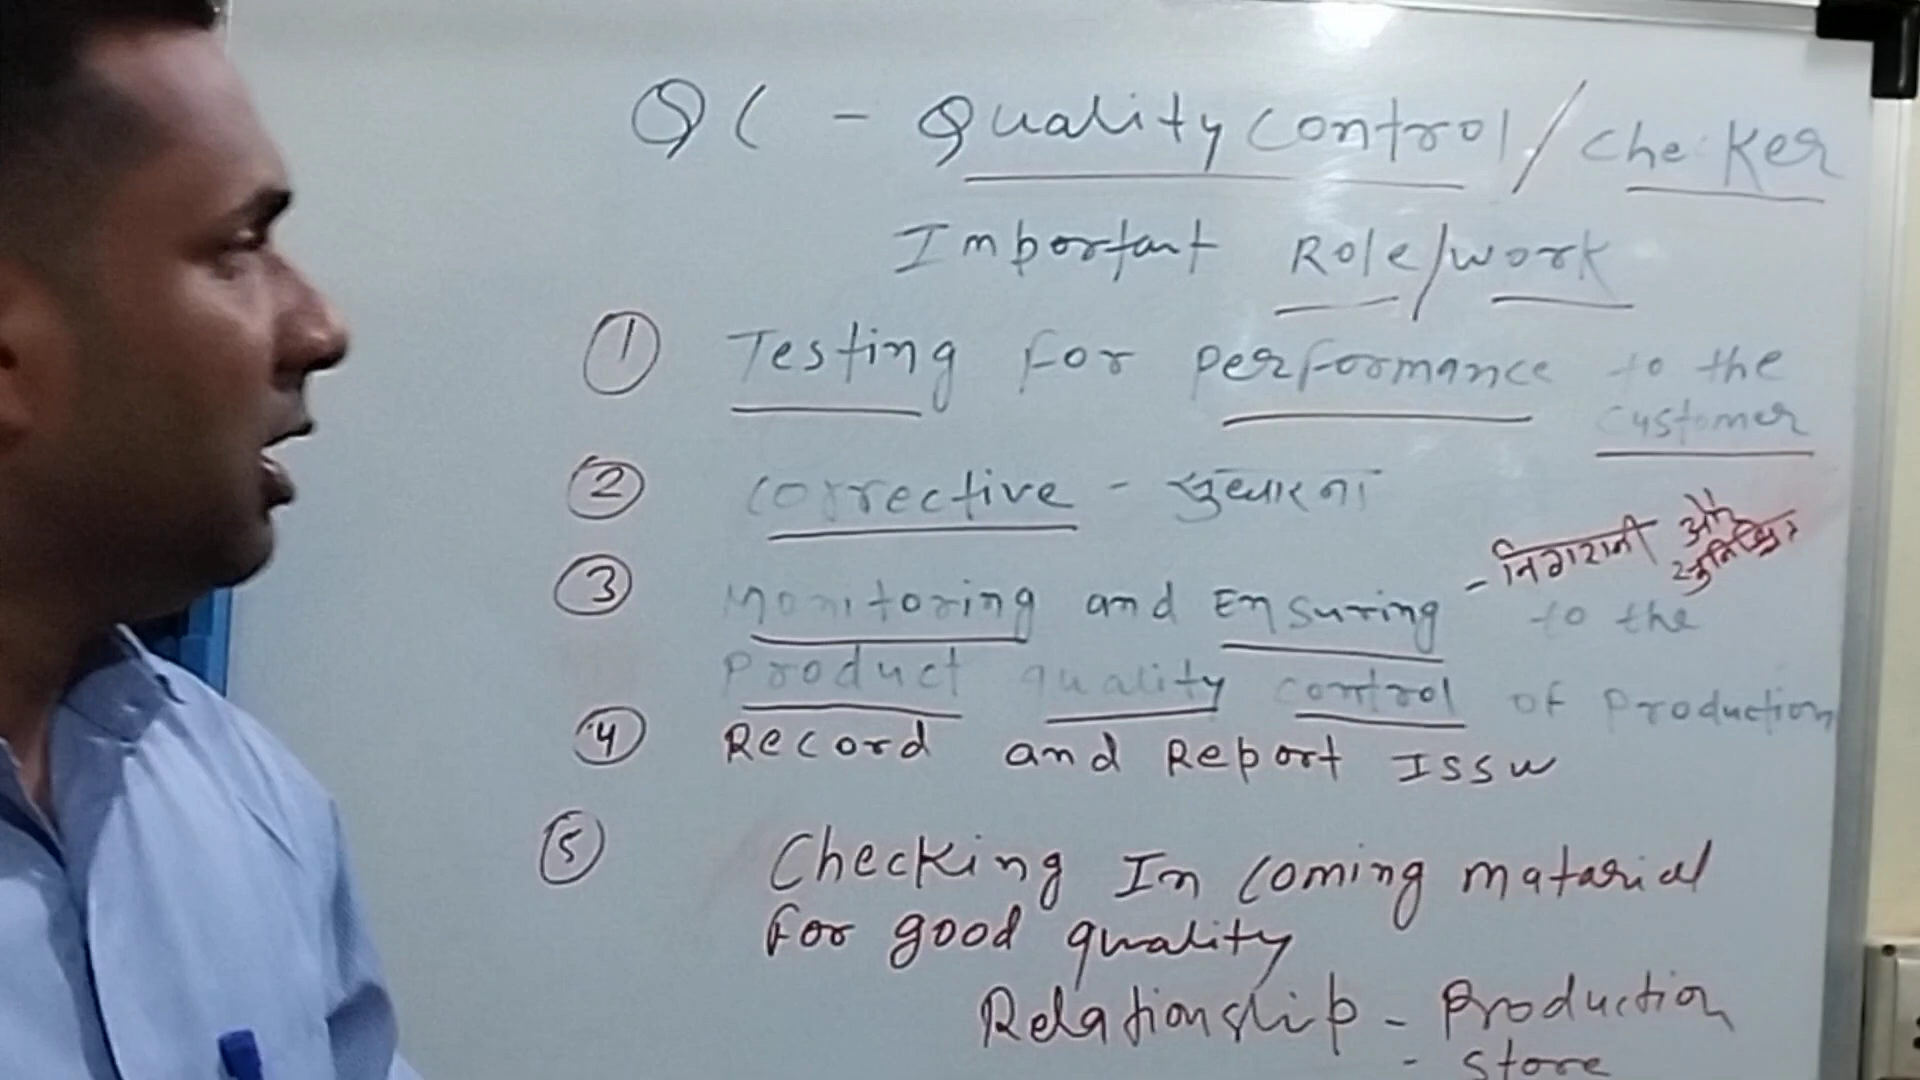 QC - Quality Control / Checker
Important Role/work
① Testing For Performance to the
Customer
② Corrective - सुधारना
③ Monitoring and Ensuring - निगरानी और सुनिश्चित
to the
Product quality control of Production
④ Record and Report Issu
⑤ Checking In Coming matarial
For good quality
Relationship - Production
- Store